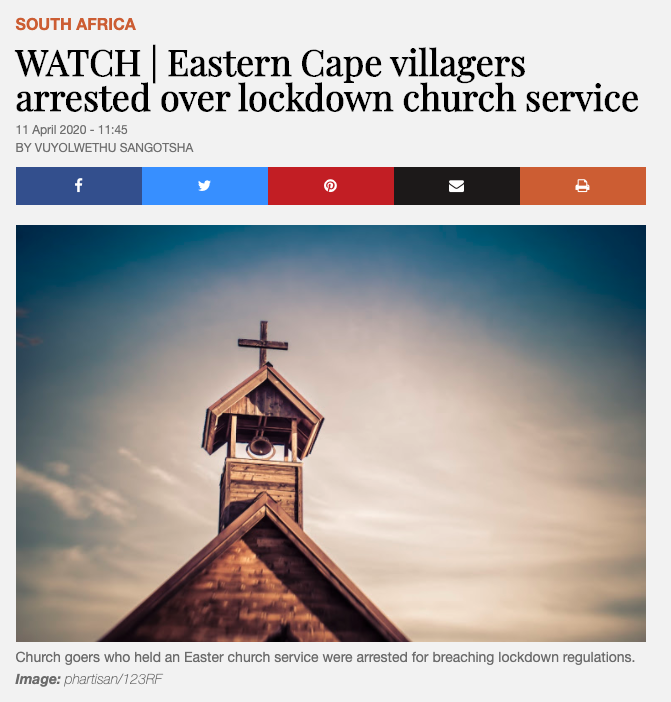 SOUTH AFRICA
WATCH | Eastern Cape villagers
arrested over lockdown church service
11 April 2020 - 11:45
BY VUYOLWETHU SANGOTSHA
Church goers who held an Easter church service were arrested for breaching lockdown regulations.
Image: phartisan/123RF